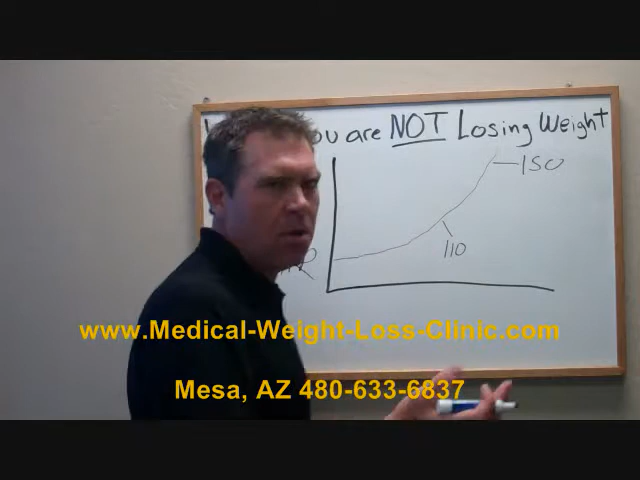 ou are NOT Losing Weight
150
110
www.Medical-Weight-Loss-Clinic.com
Mesa, AZ 480-633-6837